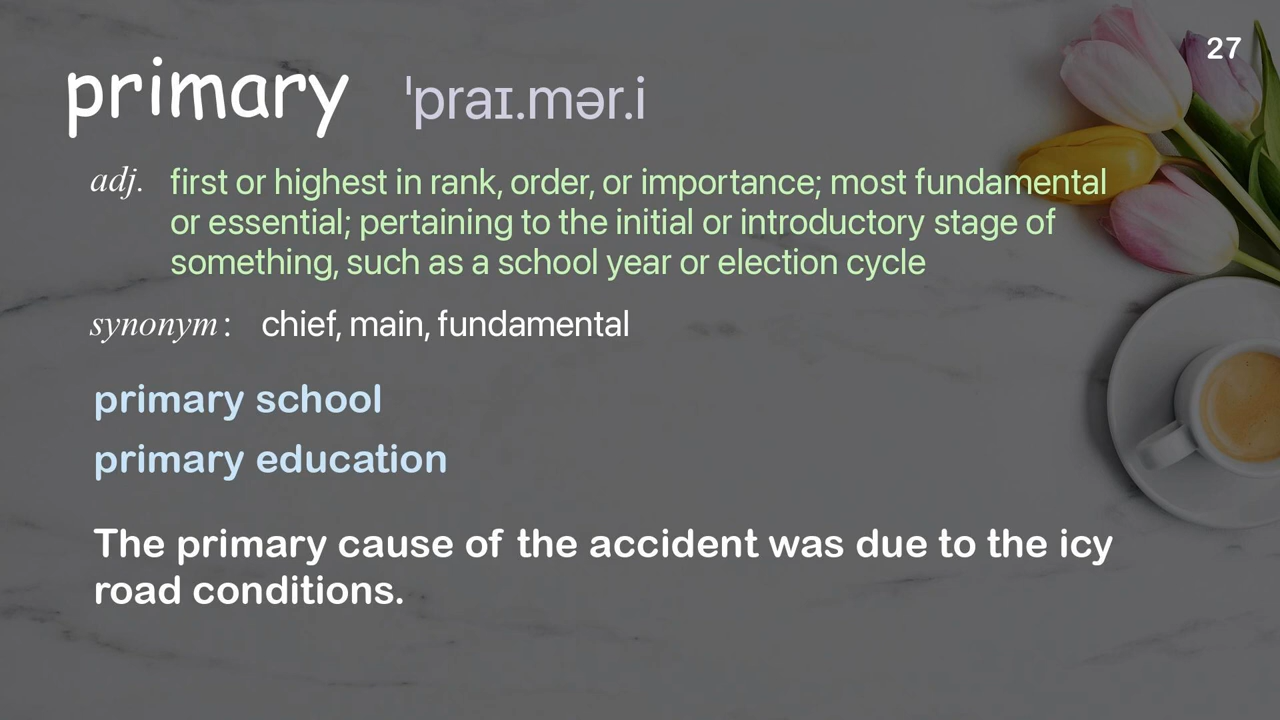 27
primary ˈpraɪ.mər.i
adj. first or highest in rank, order, or importance; most fundamental
or essential; pertaining to the initial or introductory stage of
something, such as a school year or election cycle
synonym: chief, main, fundamental
primary school
primary education
The primary cause of the accident was due to the icy
road conditions.